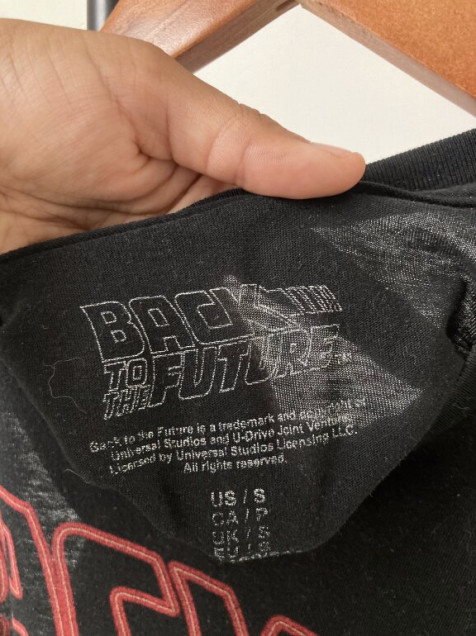 BACK
TO
THE FUTURE
Back to the Future is a trademark and copyright of
Universal Studios and U-Drive Joint Venture.
Licensed by Universal Studios Licensing LLC.
All rights reserved.
US / S
CA / P
UK / S
EU / S